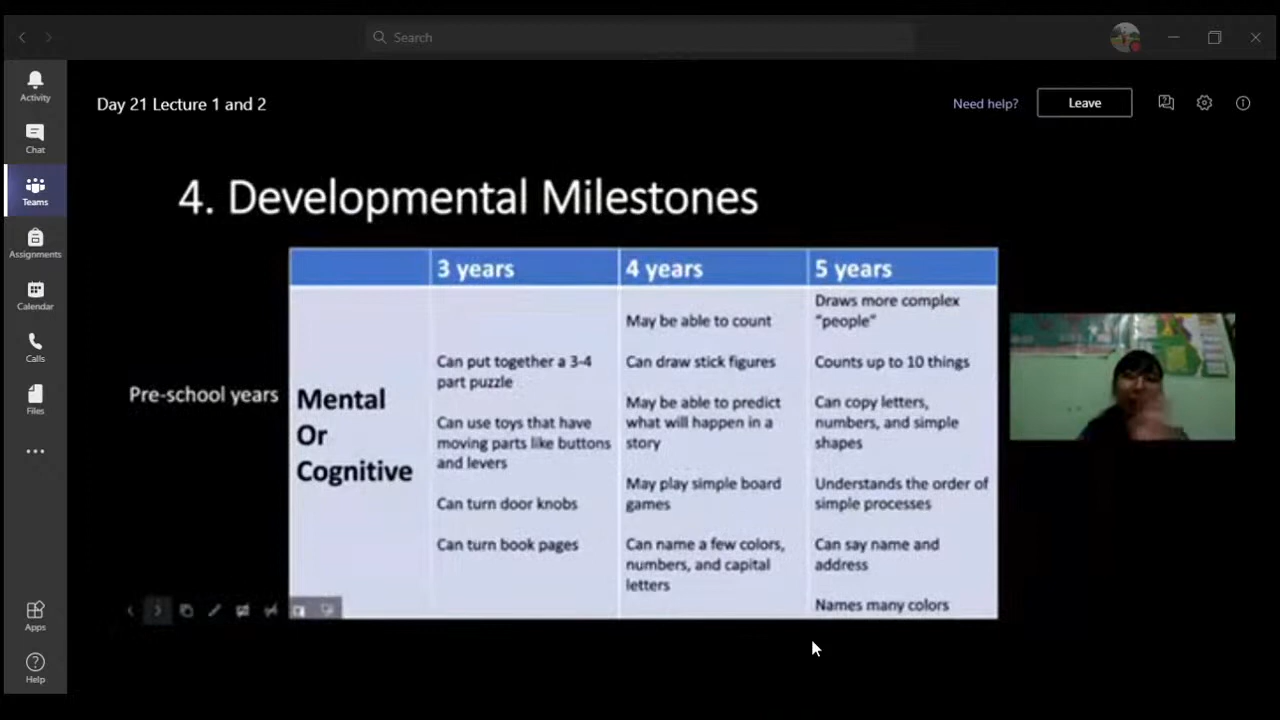 Search
Activity
Chat
Teams
Assignments
Calendar
Calls
Files
Apps
Help
Day 21 Lecture 1 and 2
Need help?
Leave
4. Developmental Milestones
Pre-school years
3 years
4 years
5 years
Mental
Or
Cognitive
Can put together a 3-4
part puzzle
Can use toys that have
moving parts like buttons
and levers
Can turn door knobs
Can turn book pages
May be able to count
Can draw stick figures
May be able to predict
what will happen in a
story
May play simple board
games
Can name a few colors,
numbers, and capital
letters
Draws more complex
“people”
Counts up to 10 things
Can copy letters,
numbers, and simple
shapes
Understands the order of
simple processes
Can say name and
address
Names many colors